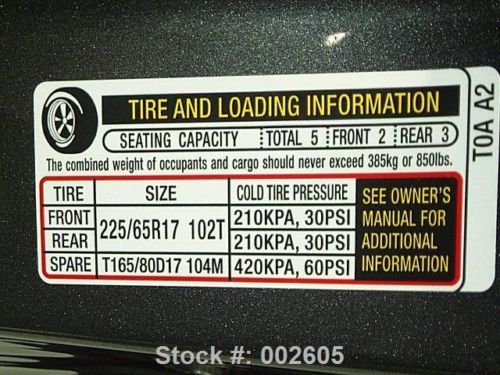 TIRE AND LOADING INFORMATION
SEATING CAPACITY TOTAL 5 FRONT 2 REAR 3
The combined weight of occupants and cargo should never exceed 385kg or 850lbs.
TIRE SIZE COLD TIRE PRESSURE
FRONT 225/65R17 102T 210KPA, 30PSI
REAR 210KPA, 30PSI
SPARE T165/80D17 104M 420KPA, 60PSI
SEE OWNER'S
MANUAL FOR
ADDITIONAL
INFORMATION
T0A A2
Stock #: 002605